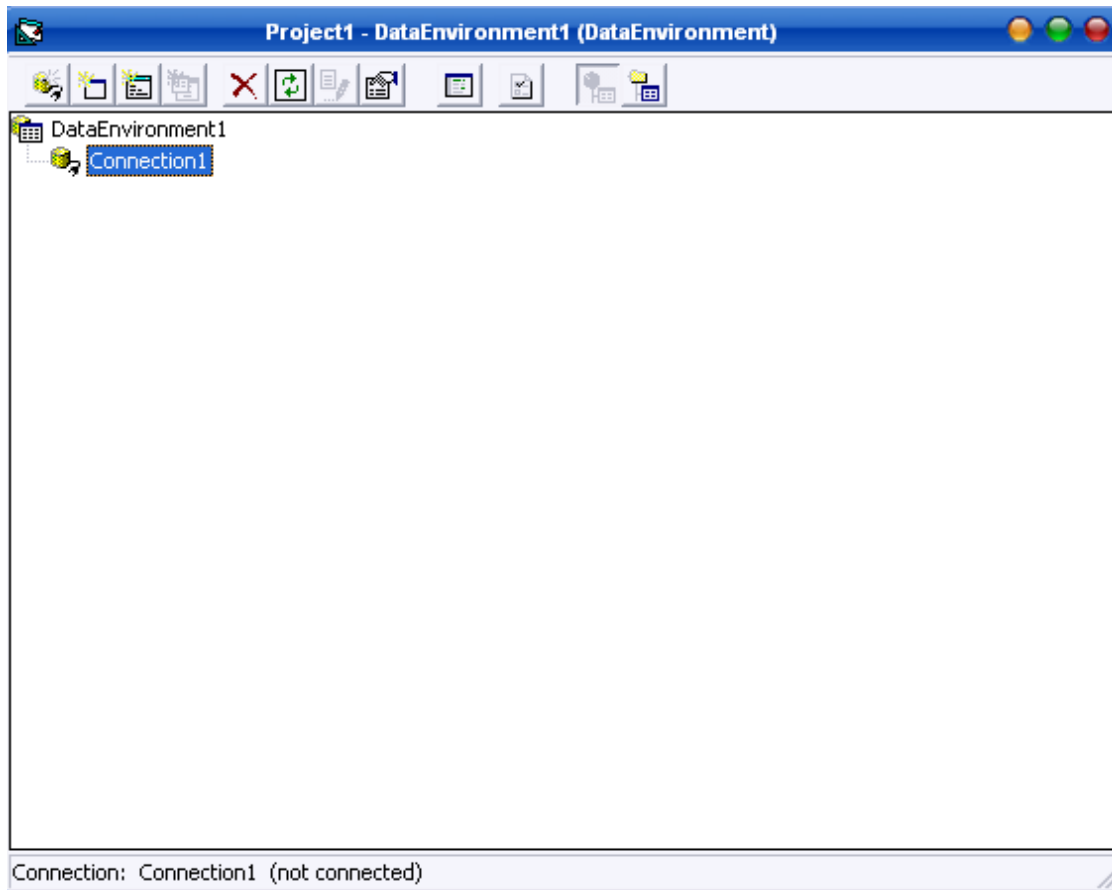 Project1 - DataEnvironment1 (DataEnvironment)
DataEnvironment1
Connection1
Connection: Connection1 (not connected)